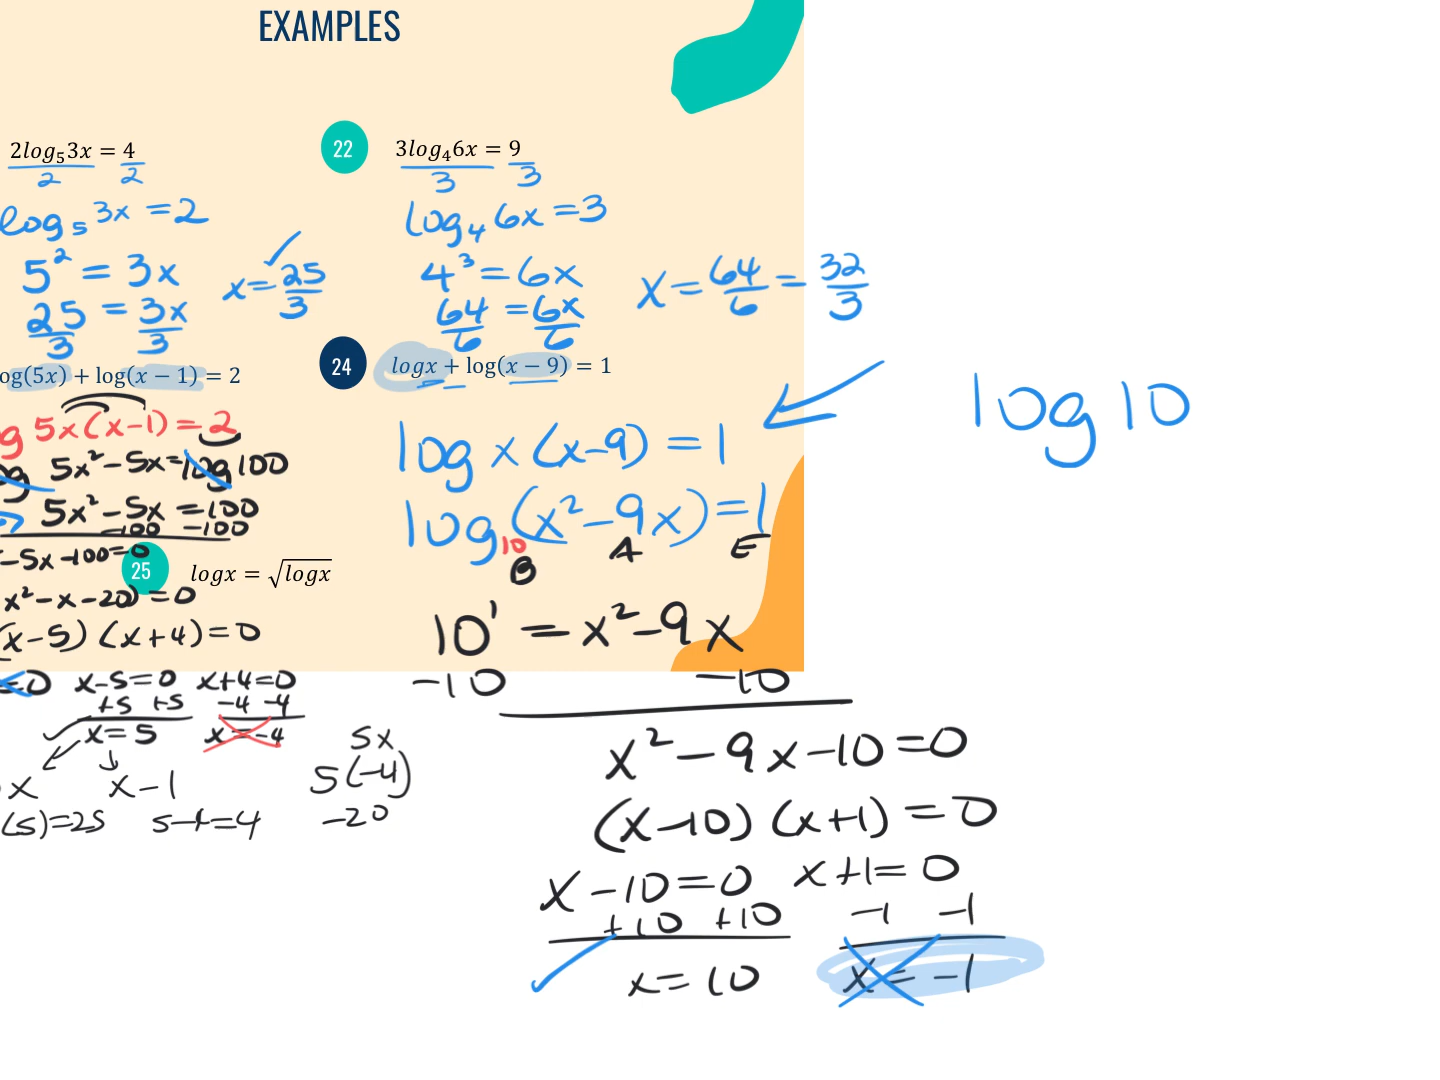 EXAMPLES
2log₅3x = 4
2 2
log₅ 3x = 2
5² = 3x
25 = 3x
3 3
x = 25/3
22
3log₄6x = 9
3 3
log₄ 6x = 3
4³ = 6x
64 = 6x
6 6
x = 64/6 = 32/3
og(5x) + log(x − 1) = 2
g 5x(x-1) = 2
og 5x² - 5x = log 100
5x² - 5x = 100
-100 -100
-5x -100 = 0
x² - x - 20) = 0
(x-5) (x+4) = 0
=0 x-5=0 x+4=0
+5 +5 -4 -4
x = 5 x = -4
x x-1
(5)=25 5-1=4
5x
5(-4)
-20
24
logx + log(x − 9) = 1
log x (x-9) = 1
log₁₀(x² - 9x) = 1
B A E
10¹ = x² - 9x
-10 -10
x² - 9x - 10 = 0
(x-10) (x+1) = 0
x - 10 = 0 x+1 = 0
+10 +10 -1 -1
x = 10 x = -1
log 10
25
logx = √logx